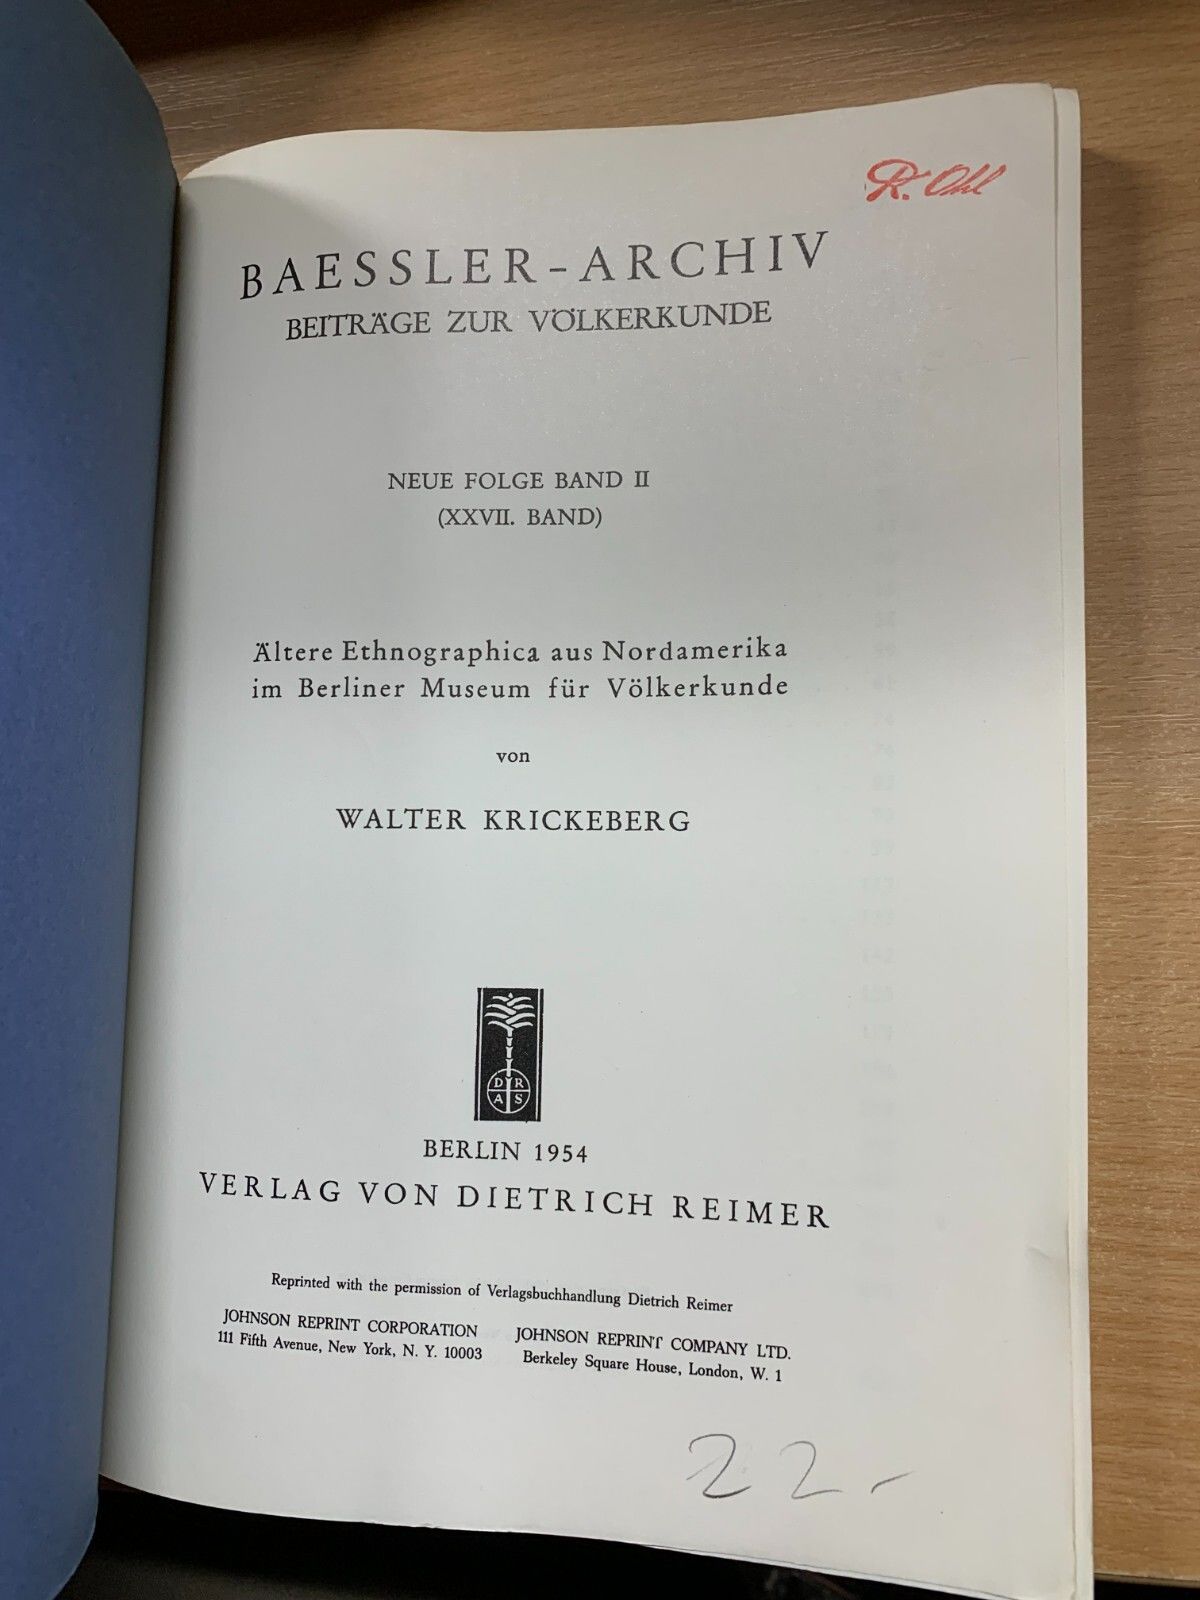 R. Ohl
BAESSLER-ARCHIV
BEITRÄGE ZUR VÖLKERKUNDE
NEUE FOLGE BAND II
(XXVII. BAND)
Ältere Ethnographica aus Nordamerika
im Berliner Museum für Völkerkunde
von
WALTER KRICKEBERG
D R
A S
BERLIN 1954
VERLAG VON DIETRICH REIMER
Reprinted with the permission of Verlagsbuchhandlung Dietrich Reimer
JOHNSON REPRINT CORPORATION
111 Fifth Avenue, New York, N. Y. 10003
JOHNSON REPRINT COMPANY LTD.
Berkeley Square House, London, W. 1
22-